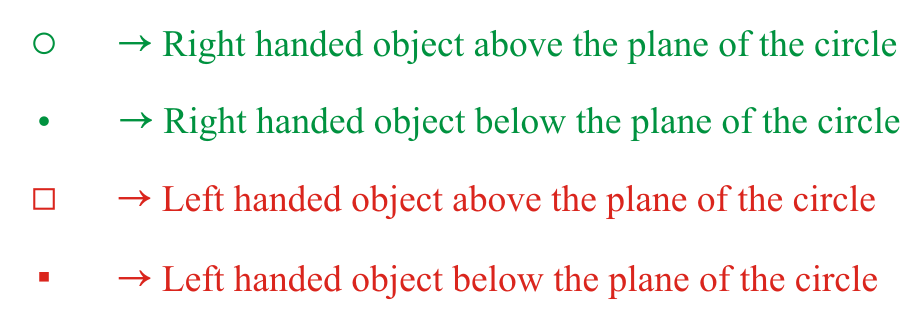 → Right handed object above the plane of the circle
→ Right handed object below the plane of the circle
→ Left handed object above the plane of the circle
→ Left handed object below the plane of the circle